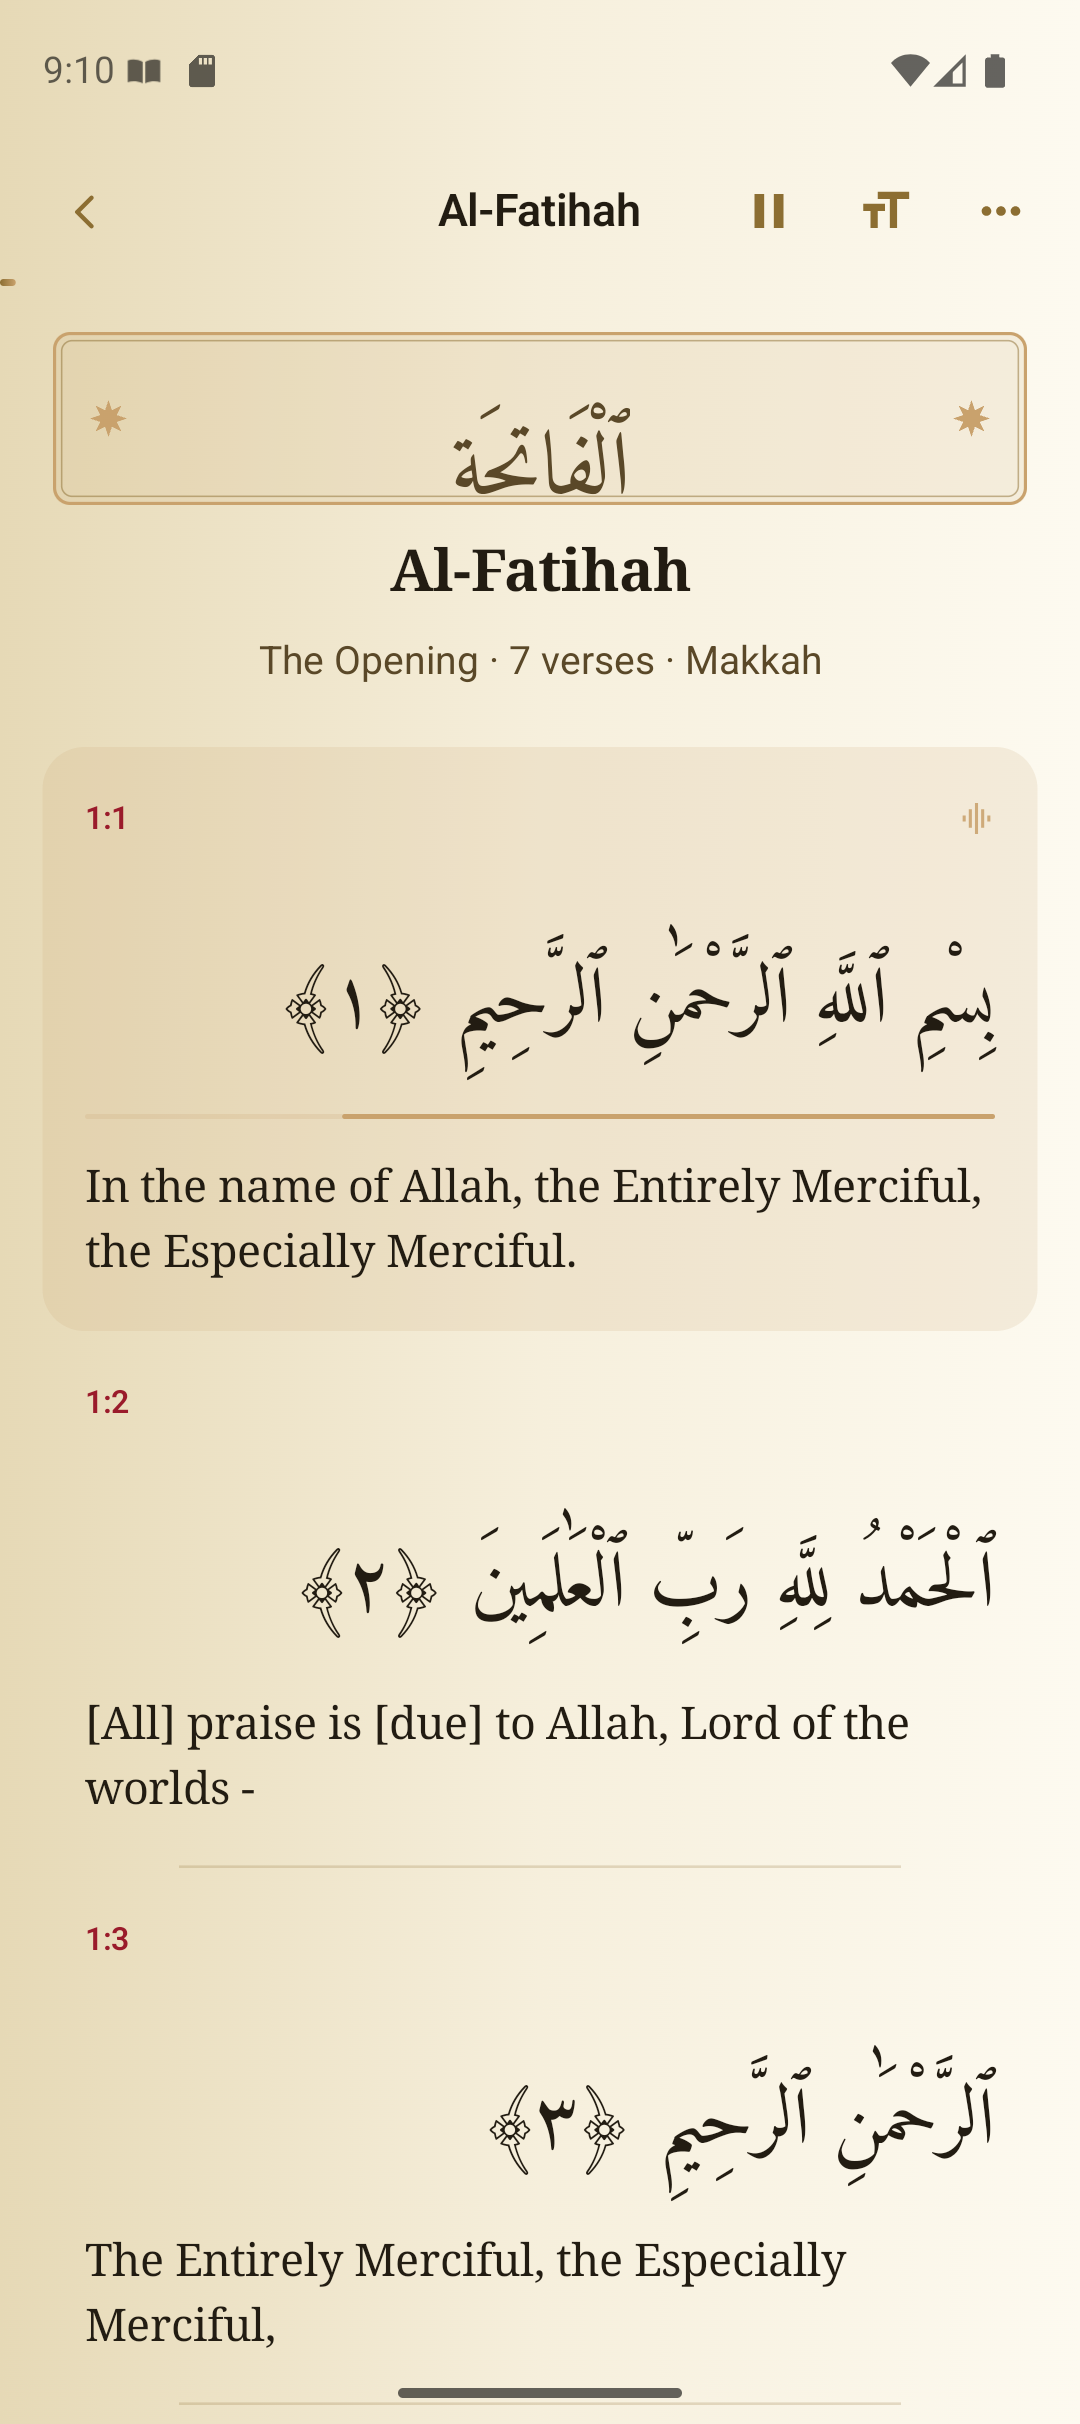 9:10
Al-Fatihah
ٱلْفَاتحَة
Al-Fatihah
The Opening · 7 verses · Makkah
1:1
بِسْمِ ٱللَّهِ ٱلرَّحْمَٰنِ ٱلرَّحِيمِ ﴿١﴾
In the name of Allah, the Entirely Merciful,
the Especially Merciful.
1:2
ٱلْحَمْدُ لِلَّهِ رَبِّ ٱلْعَٰلَمِينَ ﴿٢﴾
[All] praise is [due] to Allah, Lord of the
worlds -
1:3
ٱلرَّحْمَٰنِ ٱلرَّحِيمِ ﴿٣﴾
The Entirely Merciful, the Especially
Merciful,